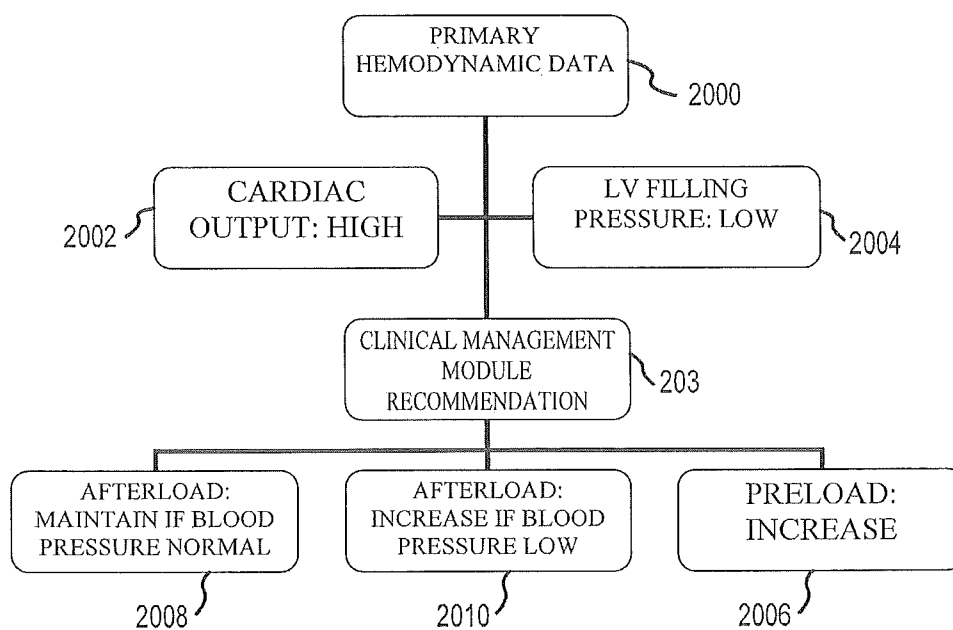 PRIMARY
HEMODYNAMIC DATA
2000
CARDIAC
OUTPUT: HIGH
2002
LV FILLING
PRESSURE: LOW
2004
CLINICAL MANAGEMENT
MODULE
RECOMMENDATION
203
AFTERLOAD:
MAINTAIN IF BLOOD
PRESSURE NORMAL
2008
AFTERLOAD:
INCREASE IF BLOOD
PRESSURE LOW
2010
PRELOAD:
INCREASE
2006